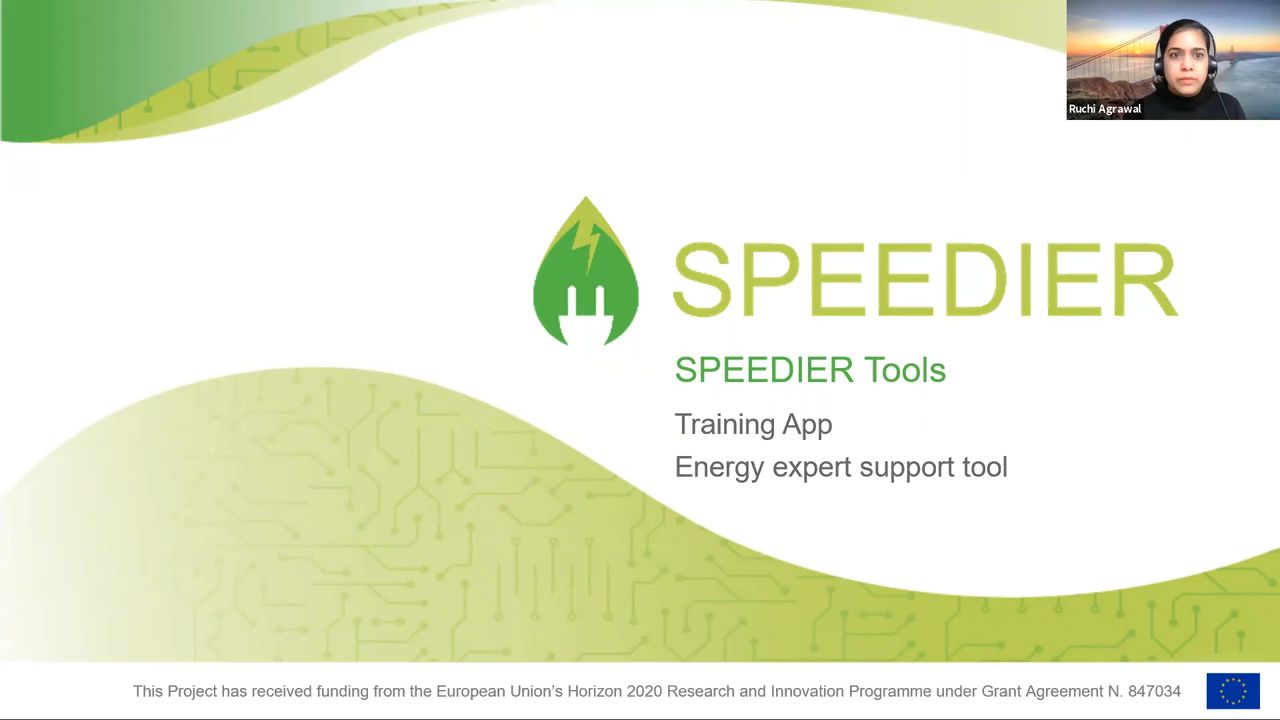 Ruchi Agrawal
SPEEDIER
SPEEDIER Tools
Training App
Energy expert support tool
This Project has received funding from the European Union's Horizon 2020 Research and Innovation Programme under Grant Agreement N. 847034